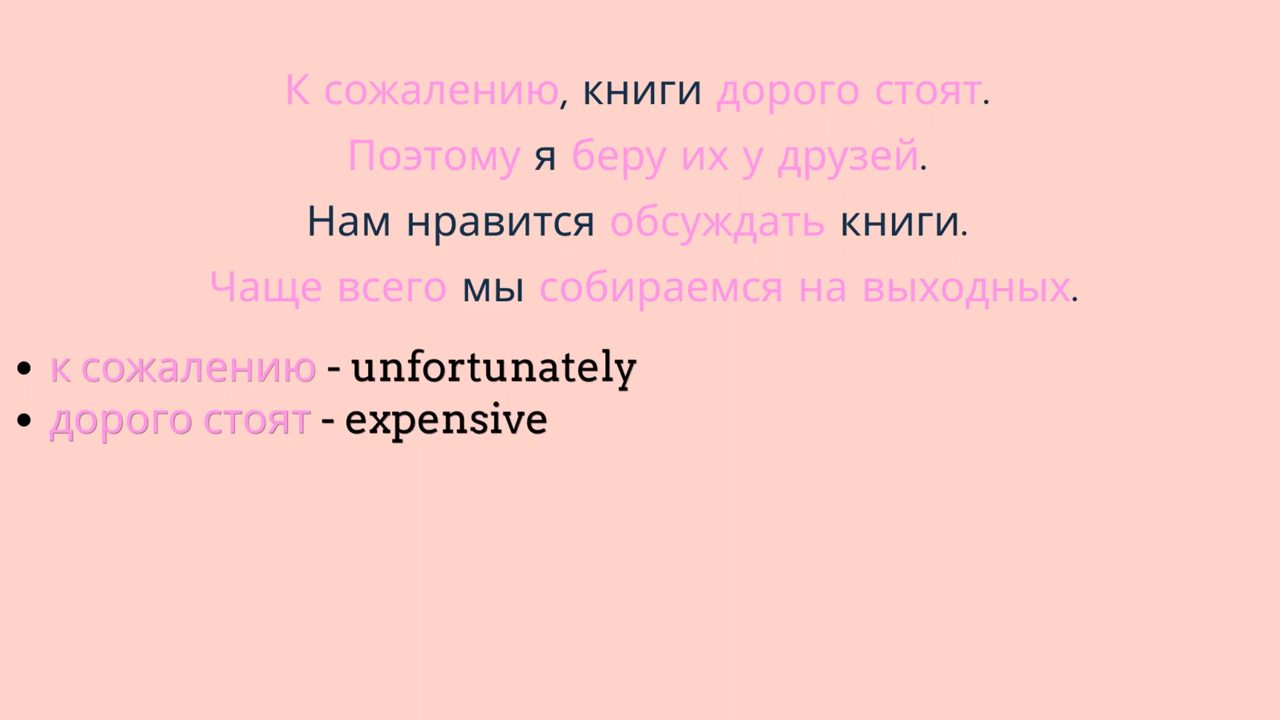 К сожалению, книги дорого стоят.
Поэтому я беру их у друзей.
Нам нравится обсуждать книги.
Чаще всего мы собираемся на выходных.
• к сожалению - unfortunately
• дорого стоят - expensive